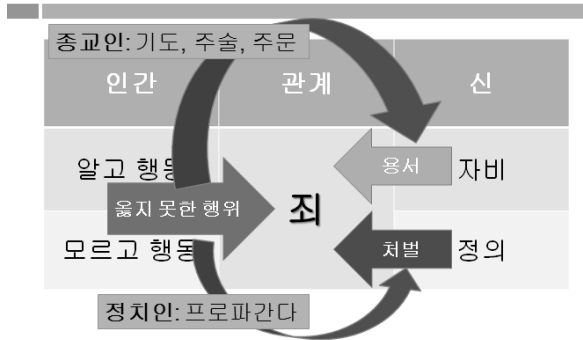 종교인: 기도, 주술, 주문
인간 관계 신
알고 행동
용서 자비
옳지 못한 행위 죄
모르고 행동
처벌 정의
정치인: 프로파간다